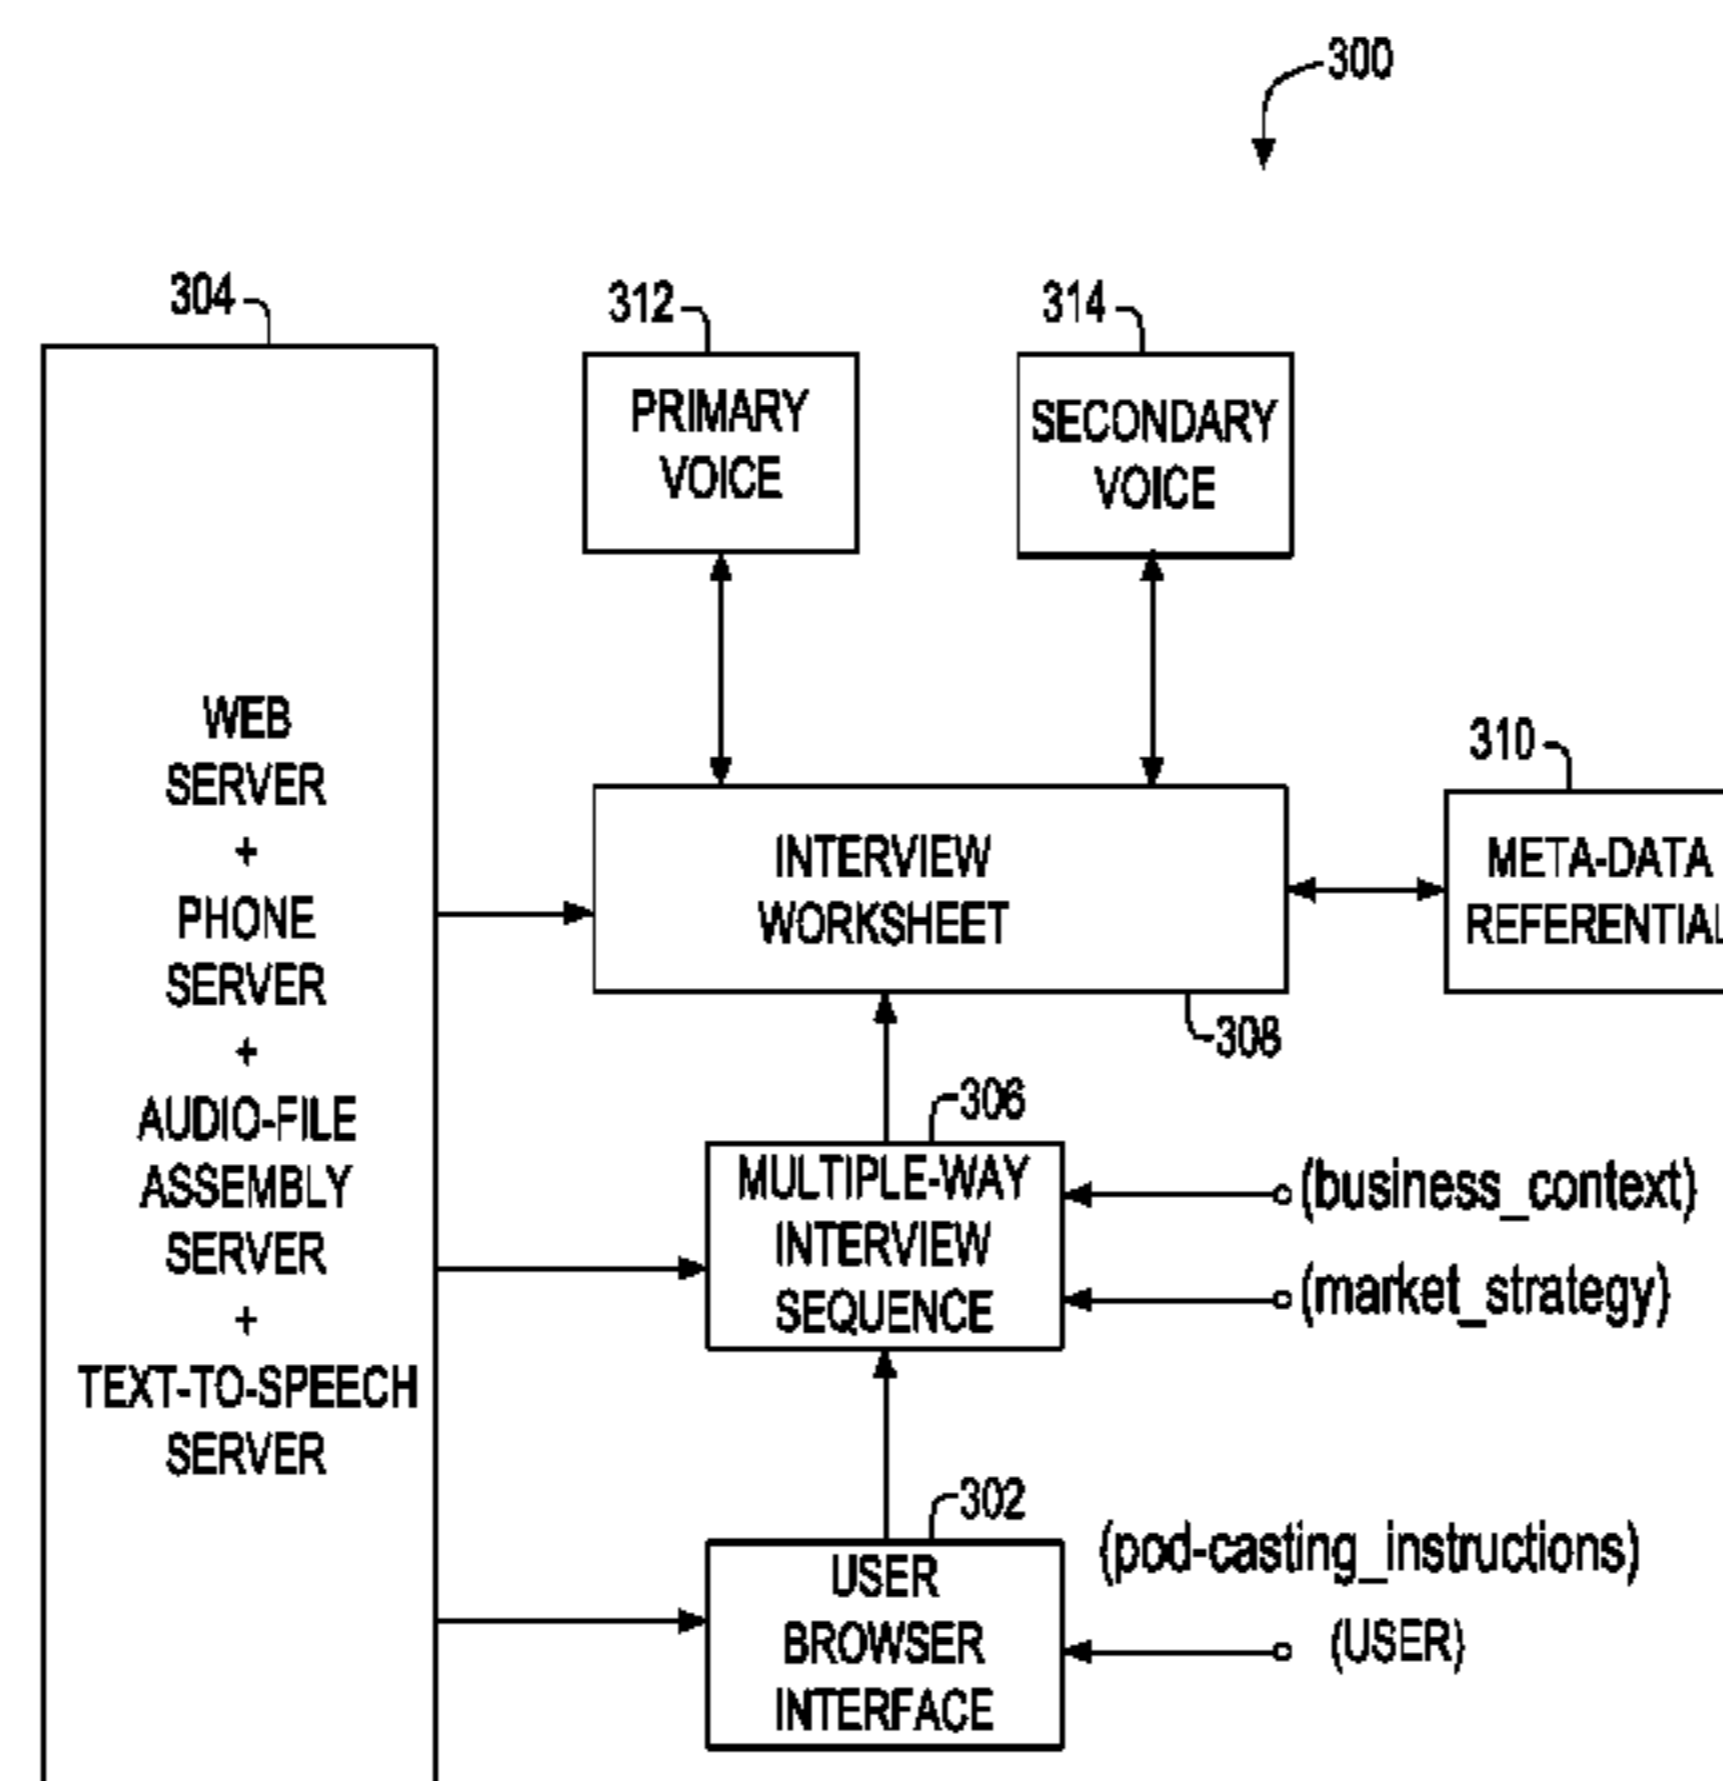 300
304
312
314
PRIMARY
VOICE
SECONDARY
VOICE
WEB
SERVER
+
PHONE
SERVER
+
AUDIO-FILE
ASSEMBLY
SERVER
+
TEXT-TO-SPEECH
SERVER
310
INTERVIEW
WORKSHEET
META-DATA
REFERENTIAL
308
306
MULTIPLE-WAY
INTERVIEW
SEQUENCE
(business_context)
(market_strategy)
302
USER
BROWSER
INTERFACE
(pod-casting_instructions)
(USER)